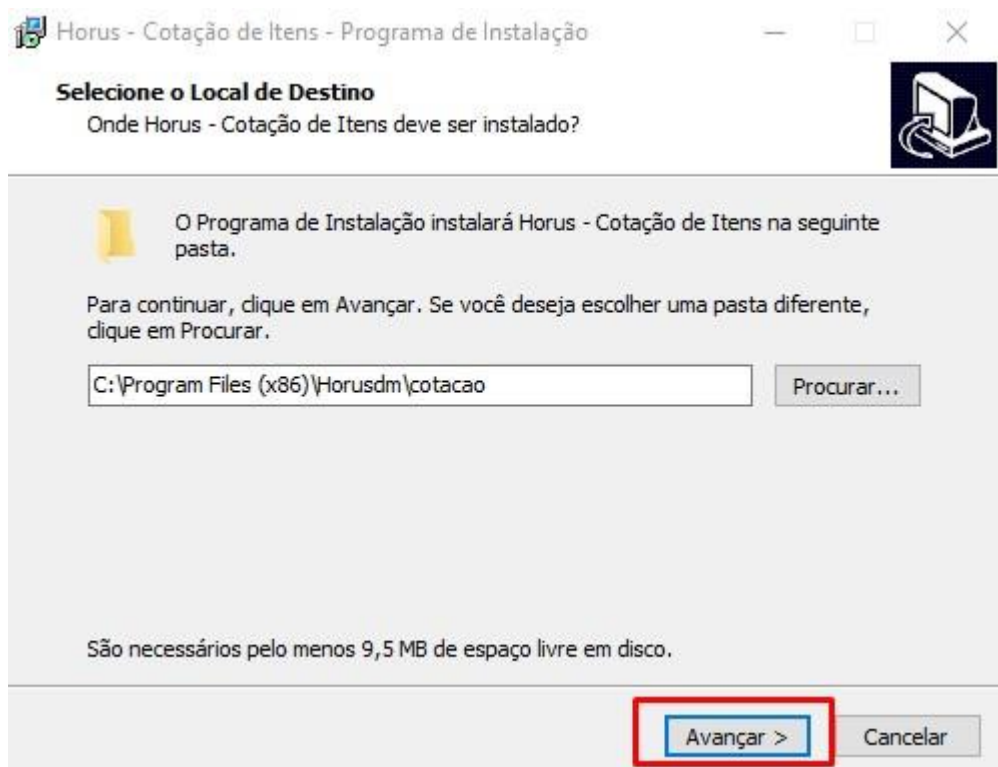 Horus - Cotação de Itens - Programa de Instalação
Selecione o Local de Destino
Onde Horus - Cotação de Itens deve ser instalado?
O Programa de Instalação instalará Horus - Cotação de Itens na seguinte
pasta.
Para continuar, clique em Avançar. Se você deseja escolher uma pasta diferente,
clique em Procurar.
C:\Program Files (x86)\Horusdm\cotacao
Procurar...
São necessários pelo menos 9,5 MB de espaço livre em disco.
Avançar >
Cancelar